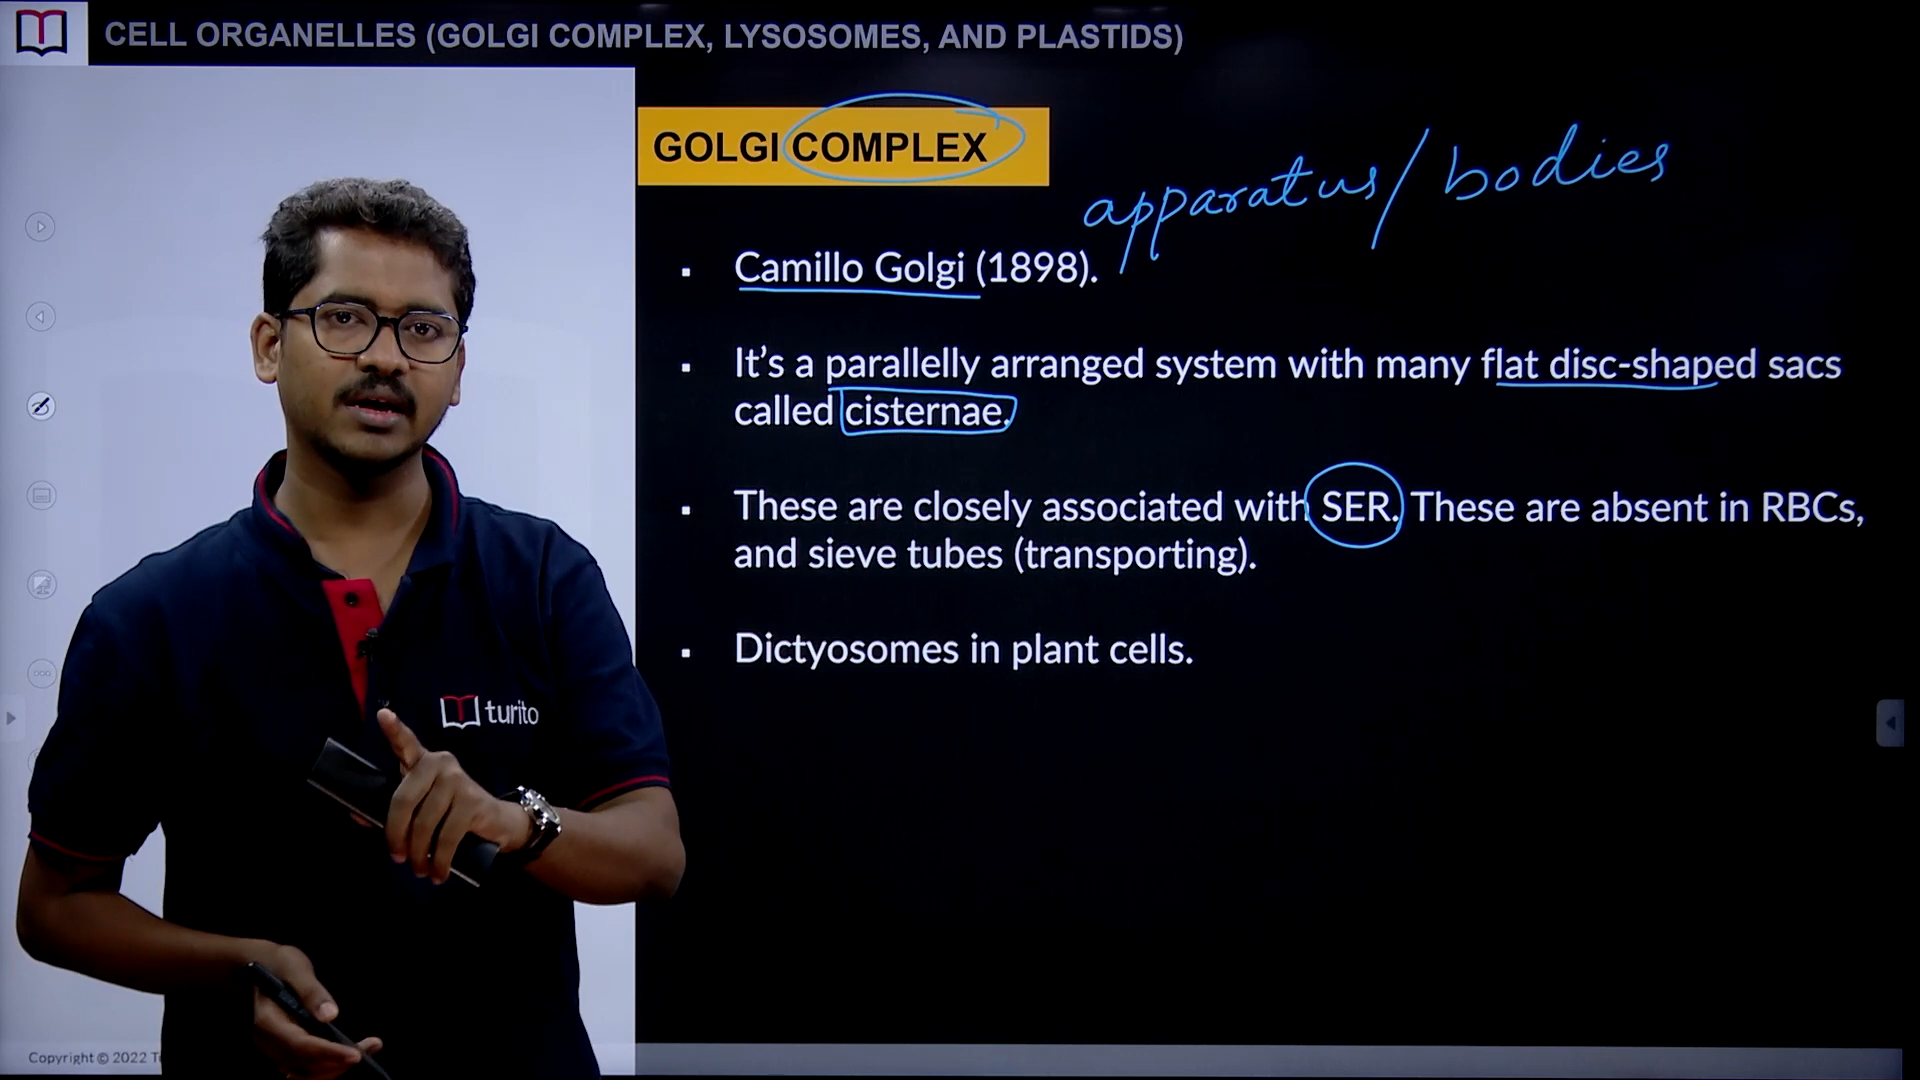 CELL ORGANELLES (GOLGI COMPLEX, LYSOSOMES, AND PLASTIDS)
GOLGI COMPLEX
apparatus/ bodies
▪ Camillo Golgi (1898).
▪ It’s a parallelly arranged system with many flat disc-shaped sacs
called cisternae.
▪ These are closely associated with SER. These are absent in RBCs,
and sieve tubes (transporting).
▪ Dictyosomes in plant cells.
turito
Copyright © 2022